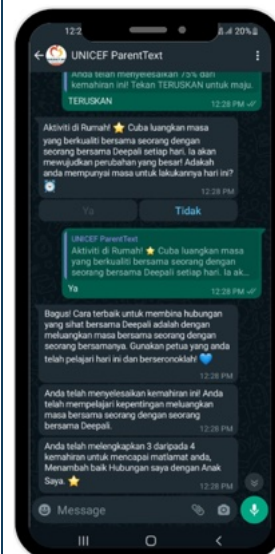 12:2
20%
UNICEF ParentText
Anda telah menyelesaikan 75% dari
kemahiran ini! Tekan TERUSKAN untuk maju.
TERUSKAN
12:28 PM
Aktiviti di Rumah! ⭐ Cuba luangkan masa
yang berkualiti bersama seorang dengan
seorang bersama Deepali setiap hari. Ia akan
mewujudkan perubahan yang besar! Adakah
anda mempunyai masa untuk lakukannya hari ini?
⏰
12:28 PM
Ya
Tidak
UNICEF ParentText
Aktiviti di Rumah! ⭐ Cuba luangkan masa
yang berkualiti bersama seorang dengan
seorang bersama Deepali setiap hari. Ia ak...
Ya
12:28 PM
Bagus! Cara terbaik untuk membina hubungan
yang sihat bersama Deepali adalah dengan
meluangkan masa bersama seorang dengan
seorang bersamanya. Gunakan petua yang anda
telah pelajari hari ini dan berseronoklah! 💙
12:28 PM
Anda telah menyelesaikan kemahiran ini! Anda
telah mempelajari kepentingan meluangkan
masa bersama seorang dengan seorang
bersama Deepali.
12:28 PM
Anda telah melengkapkan 3 daripada 4
kemahiran untuk mencapai matlamat anda,
Menambah baik Hubungan saya dengan Anak
Saya. ⭐
12:28 PM
Message